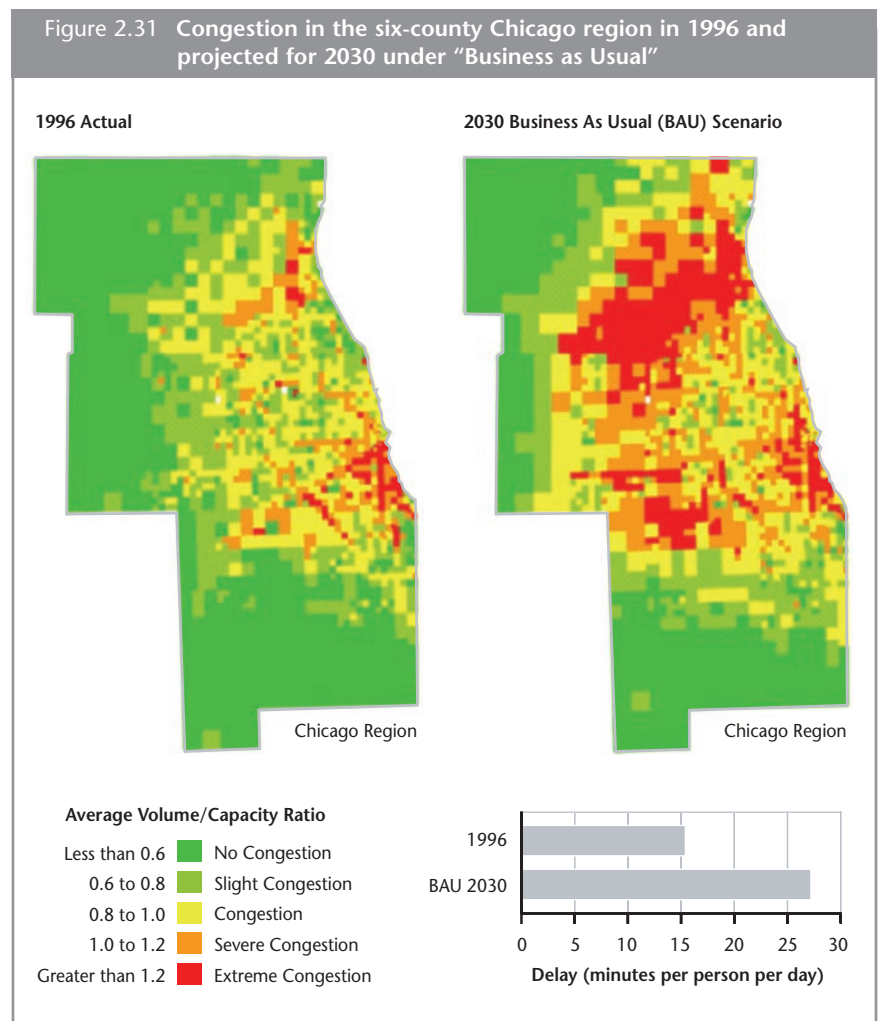 Figure 2.31 Congestion in the six-county Chicago region in 1996 and
projected for 2030 under “Business as Usual”
1996 Actual
2030 Business As Usual (BAU) Scenario
Chicago Region
Chicago Region
Average Volume/Capacity Ratio
Less than 0.6 No Congestion
0.6 to 0.8 Slight Congestion
0.8 to 1.0 Congestion
1.0 to 1.2 Severe Congestion
Greater than 1.2 Extreme Congestion
1996
BAU 2030
0 5 10 15 20 25 30
Delay (minutes per person per day)